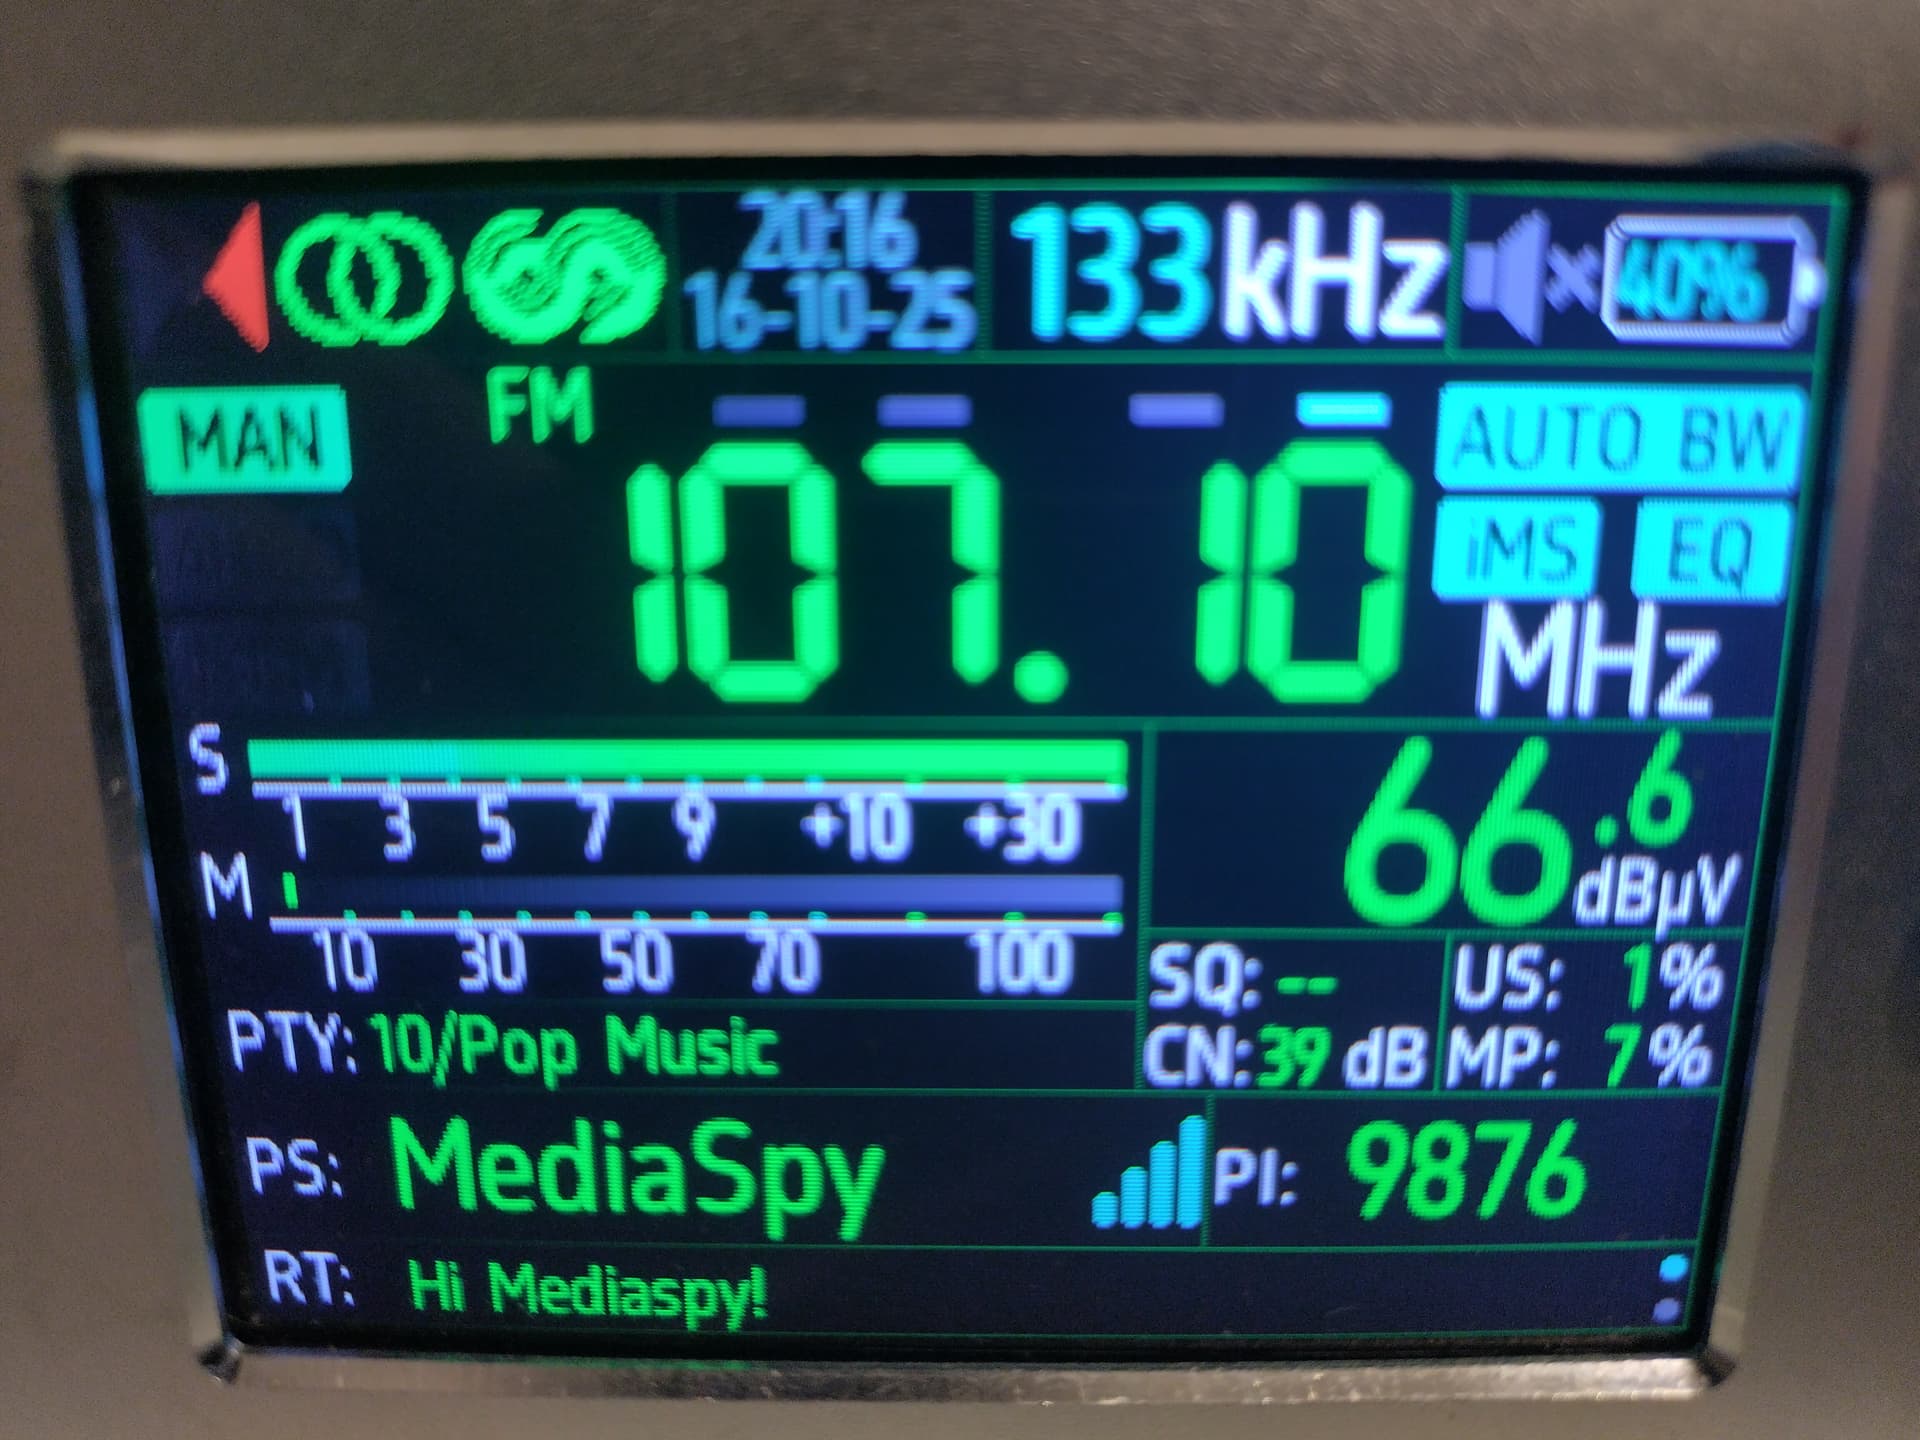 20:16
16-10-25
133 kHz
40%
FM
MAN
AUTO BW
107.10
iMS EQ
MHz
S
1 3 5 7 9 +10 +30
66.6
dBµV
M
10 30 50 70 100
SQ: -- US: 1%
CN: 39 dB MP: 7%
PTY: 10/Pop Music
PS: MediaSpy PI: 9876
RT: Hi Mediaspy!